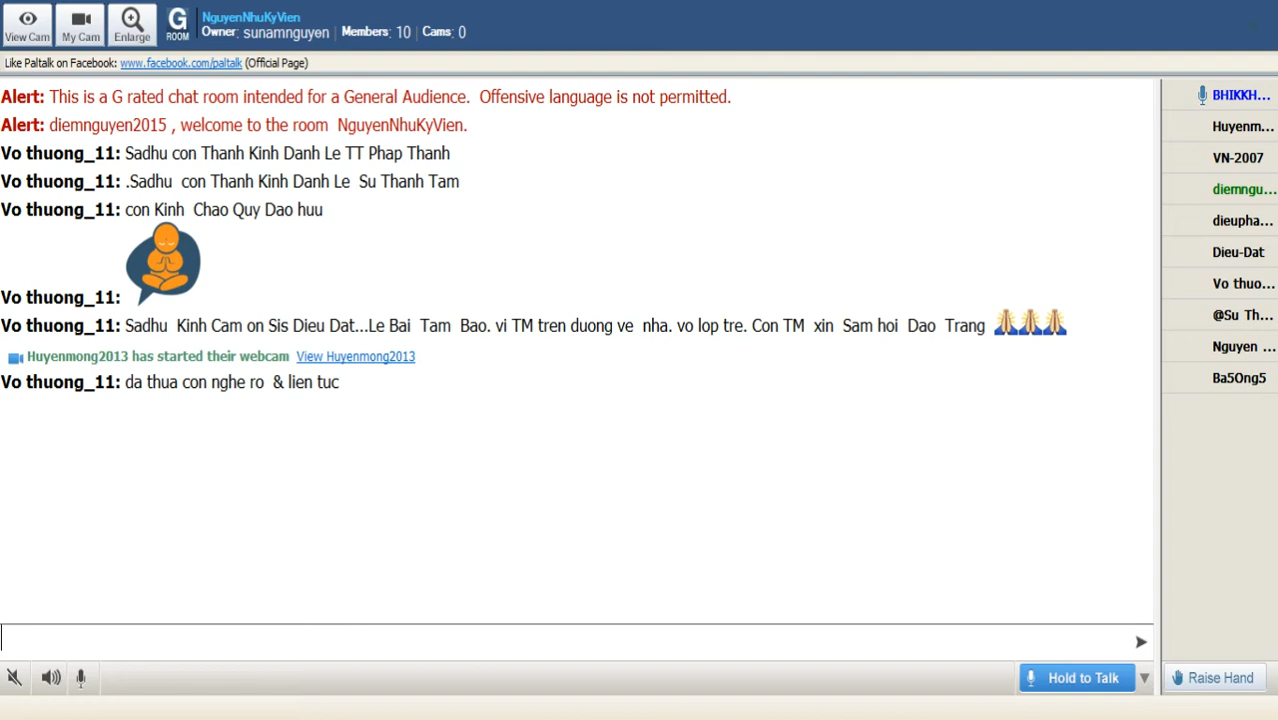 View Cam
My Cam
Enlarge
G
ROOM
NguyenNhuKyVien
Owner: sunamnguyen | Members: 10 | Cams: 0
Like Paltalk on Facebook: www.facebook.com/paltalk (Official Page)
Alert: This is a G rated chat room intended for a General Audience. Offensive language is not permitted.
Alert: diemnguyen2015 , welcome to the room NguyenNhuKyVien.
Vo thuong_11: Sadhu con Thanh Kinh Danh Le TT Phap Thanh
Vo thuong_11: .Sadhu con Thanh Kinh Danh Le Su Thanh Tam
Vo thuong_11: con Kinh Chao Quy Dao huu
Vo thuong_11:
Vo thuong_11: Sadhu Kinh Cam on Sis Dieu Dat...Le Bai Tam Bao. vi TM tren duong ve nha. vo lop tre. Con TM xin Sam hoi Dao Trang 🙏🙏🙏
Huyenmong2013 has started their webcam View Huyenmong2013
Vo thuong_11: da thua con nghe ro & lien tuc
BHIKKH...
Huyenm...
VN-2007
diemngu...
dieupha...
Dieu-Dat
Vo thuo...
@Su Th...
Nguyen ...
Ba5Ong5
Hold to Talk
Raise Hand